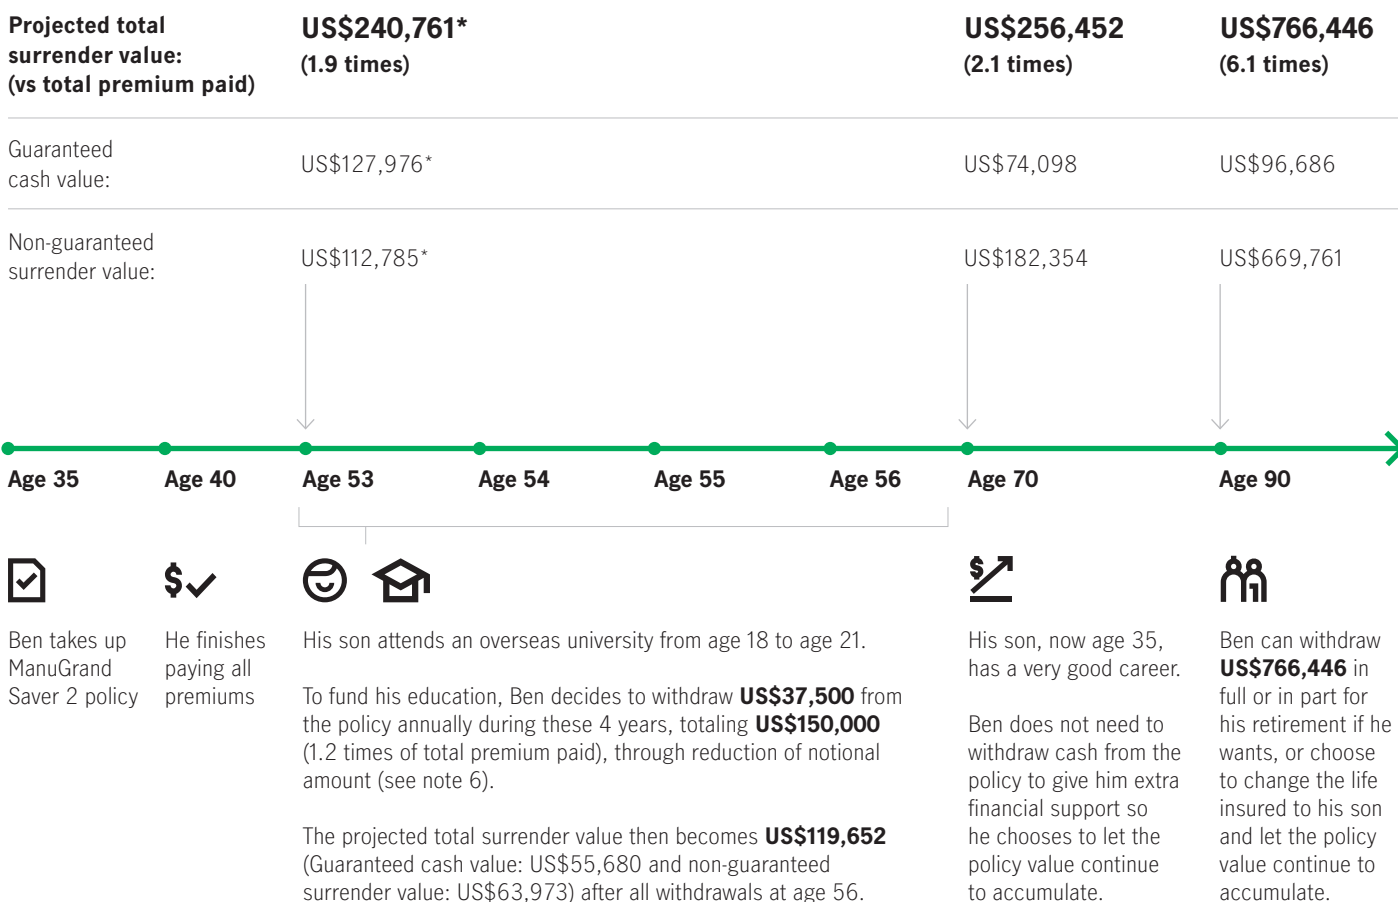 Projected total
surrender value:
(vs total premium paid)
US$240,761*
(1.9 times)
US$256,452
(2.1 times)
US$766,446
(6.1 times)
Guaranteed
cash value:
US$127,976*
US$74,098
US$96,686
Non-guaranteed
surrender value:
US$112,785*
US$182,354
US$669,761
Age 35
Age 40
Age 53
Age 54
Age 55
Age 56
Age 70
Age 90
Ben takes up
ManuGrand
Saver 2 policy
He finishes
paying all
premiums
His son attends an overseas university from age 18 to age 21.
To fund his education, Ben decides to withdraw US$37,500 from
the policy annually during these 4 years, totaling US$150,000
(1.2 times of total premium paid), through reduction of notional
amount (see note 6).
The projected total surrender value then becomes US$119,652
(Guaranteed cash value: US$55,680 and non-guaranteed
surrender value: US$63,973) after all withdrawals at age 56.
His son, now age 35,
has a very good career.
Ben does not need to
withdraw cash from the
policy to give him extra
financial support so
he chooses to let the
policy value continue
to accumulate.
Ben can withdraw
US$766,446 in
full or in part for
his retirement if he
wants, or choose
to change the life
insured to his son
and let the policy
value continue to
accumulate.